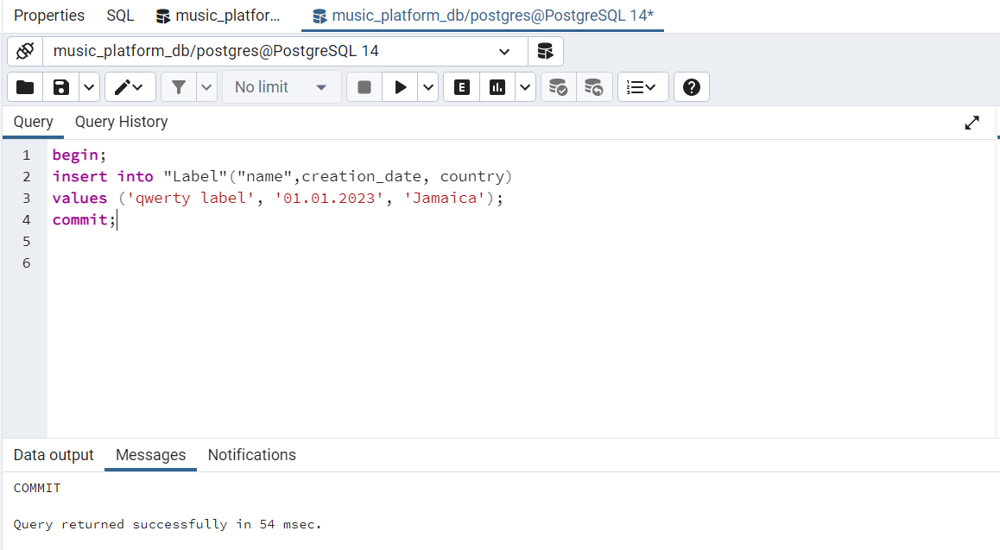 Properties SQL music_platfor... music_platform_db/postgres@PostgreSQL 14*
music_platform_db/postgres@PostgreSQL 14
No limit E
Query Query History
1 begin;
2 insert into "Label"("name",creation_date, country)
3 values ('qwerty label', '01.01.2023', 'Jamaica');
4 commit;
5
6
Data output Messages Notifications
COMMIT
Query returned successfully in 54 msec.